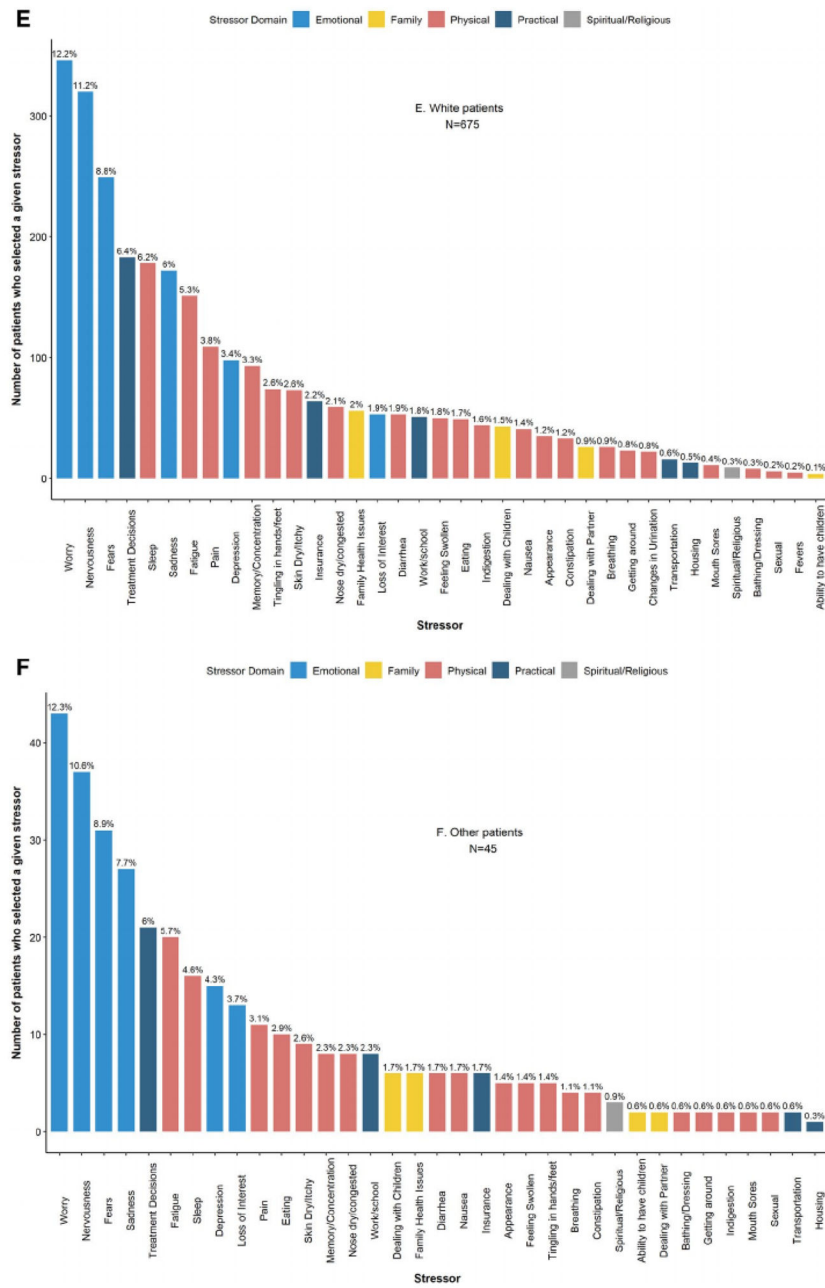 E
Stressor Domain Emotional Family Physical Practical Spiritual/Religious
E. White patients
N=675
Number of patients who selected a given stressor
300
200
100
0
12.2%
11.2%
8.8%
6.4%
6.2%
6%
5.3%
3.8%
3.4%
3.3%
2.6%
2.6%
2.2%
2.1%
2%
1.9%
1.9%
1.8%
1.8%
1.7%
1.6%
1.5%
1.4%
1.2%
1.2%
0.9%
0.9%
0.8%
0.8%
0.6%
0.5%
0.4%
0.3%
0.3%
0.2%
0.2%
0.1%
Worry
Nervousness
Fears
Treatment Decisions
Sleep
Sadness
Fatigue
Pain
Depression
Memory/Concentration
Tingling in hands/feet
Skin Dry/Itchy
Insurance
Nose dry/congested
Family Health Issues
Loss of Interest
Diarrhea
Work/school
Feeling Swollen
Eating
Indigestion
Dealing with Children
Nausea
Appearance
Constipation
Dealing with Partner
Breathing
Getting around
Changes in Urination
Transportation
Housing
Mouth Sores
Spiritual/Religious
Bathing/Dressing
Sexual
Fevers
Ability to have children
Stressor
F
Stressor Domain Emotional Family Physical Practical Spiritual/Religious
F. Other patients
N=45
Number of patients who selected a given stressor
40
30
20
10
0
12.3%
10.6%
8.9%
7.7%
6%
5.7%
4.6%
4.3%
3.7%
3.1%
2.9%
2.6%
2.3%
2.3%
2.3%
1.7%
1.7%
1.7%
1.7%
1.7%
1.4%
1.4%
1.4%
1.1%
1.1%
0.9%
0.6%
0.6%
0.6%
0.6%
0.6%
0.6%
0.6%
0.6%
0.3%
Worry
Nervousness
Fears
Sadness
Treatment Decisions
Fatigue
Sleep
Depression
Loss of Interest
Pain
Eating
Skin Dry/Itchy
Memory/Concentration
Nose dry/congested
Work/school
Dealing with Children
Family Health Issues
Diarrhea
Nausea
Insurance
Appearance
Feeling Swollen
Tingling in hands/feet
Breathing
Constipation
Spiritual/Religious
Ability to have children
Dealing with Partner
Bathing/Dressing
Getting around
Indigestion
Mouth Sores
Sexual
Transportation
Housing
Stressor